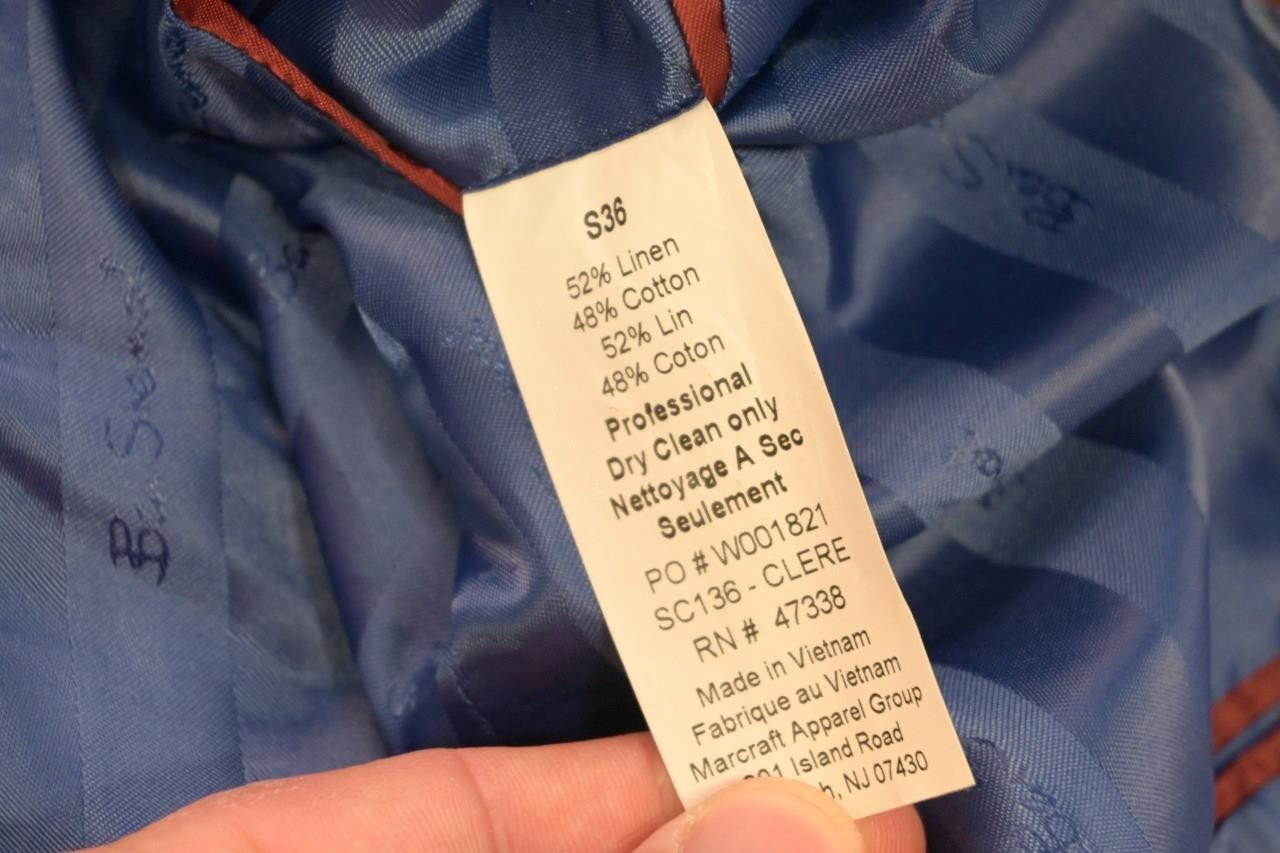 S36
52% Linen
48% Cotton
52% Lin
48% Coton
Professional
Dry Clean only
Nettoyage A Sec
Seulement
PO # W001821
SC136 - CLERE
RN # 47338
Made in Vietnam
Fabrique au Vietnam
Marcraft Apparel Group
Island Road
NJ 07430